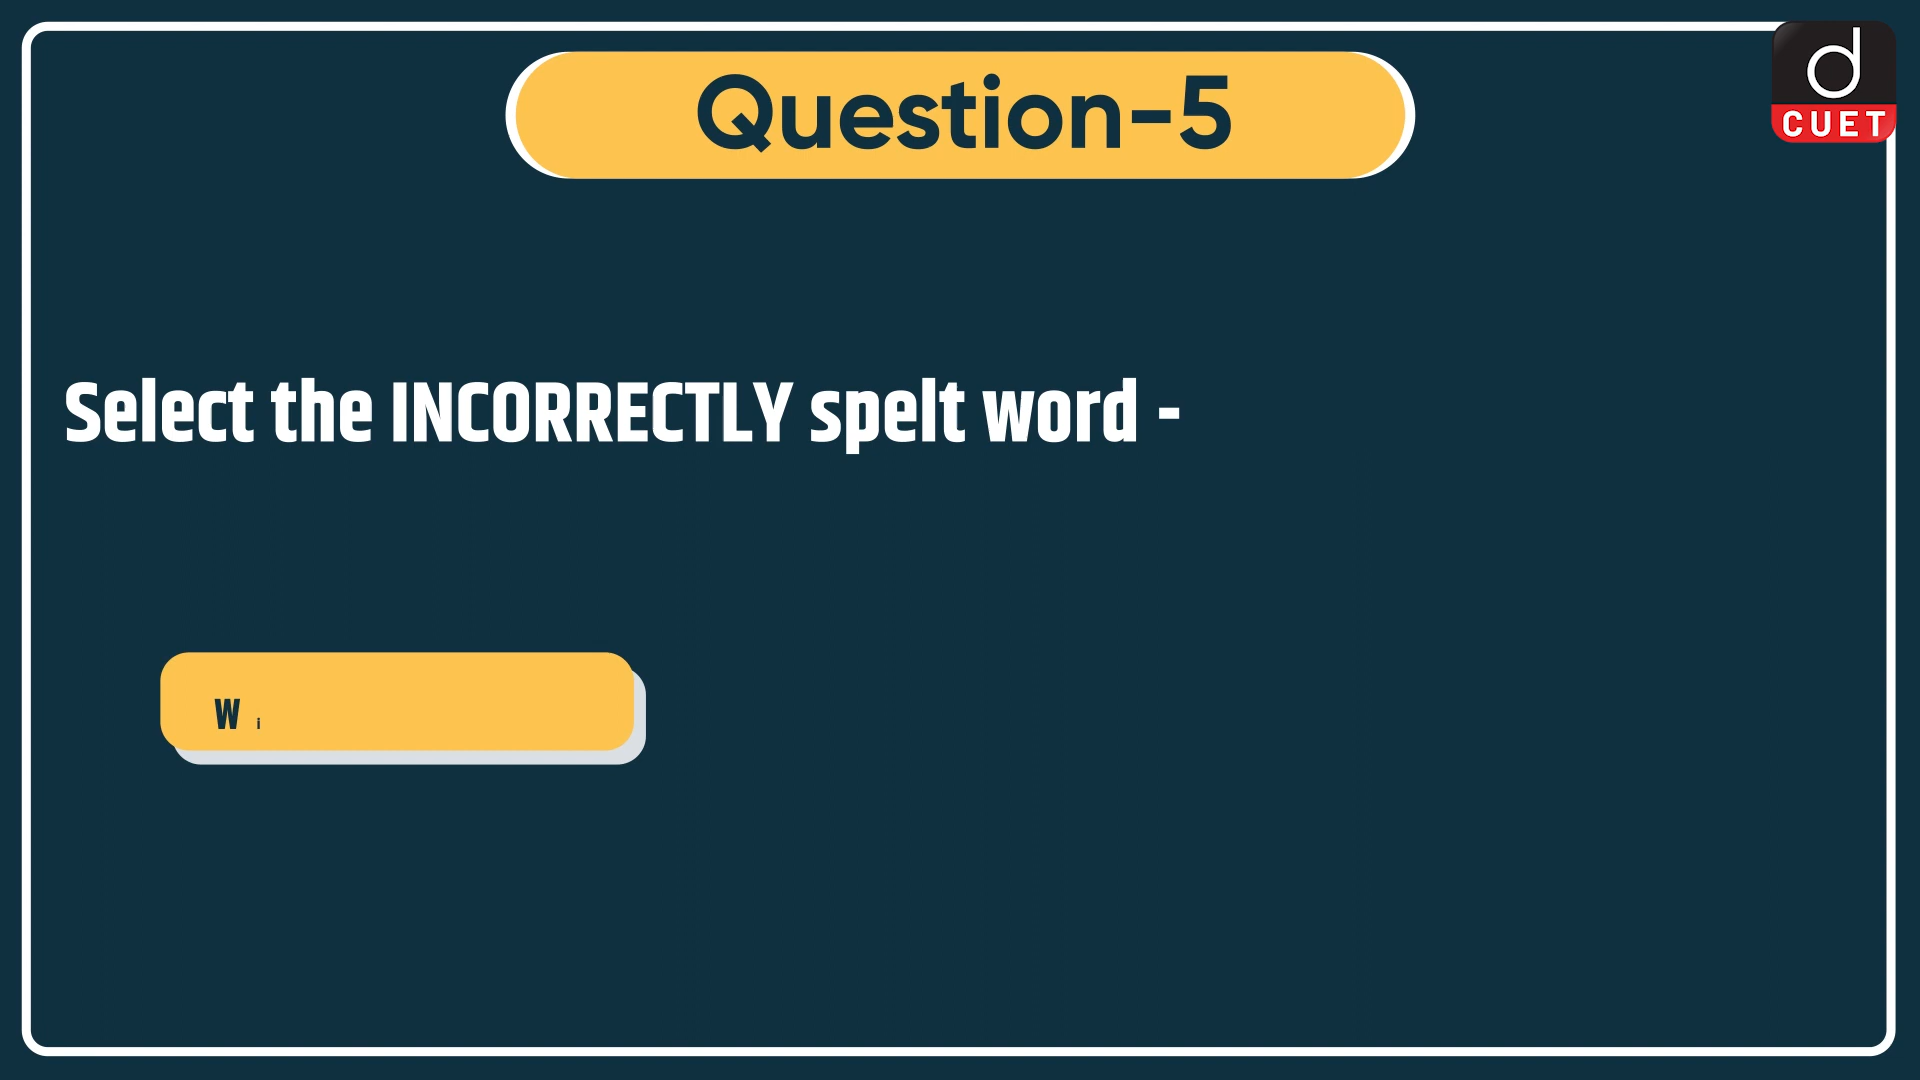 Question-5
d
CUET
Select the INCORRECTLY spelt word -
W i